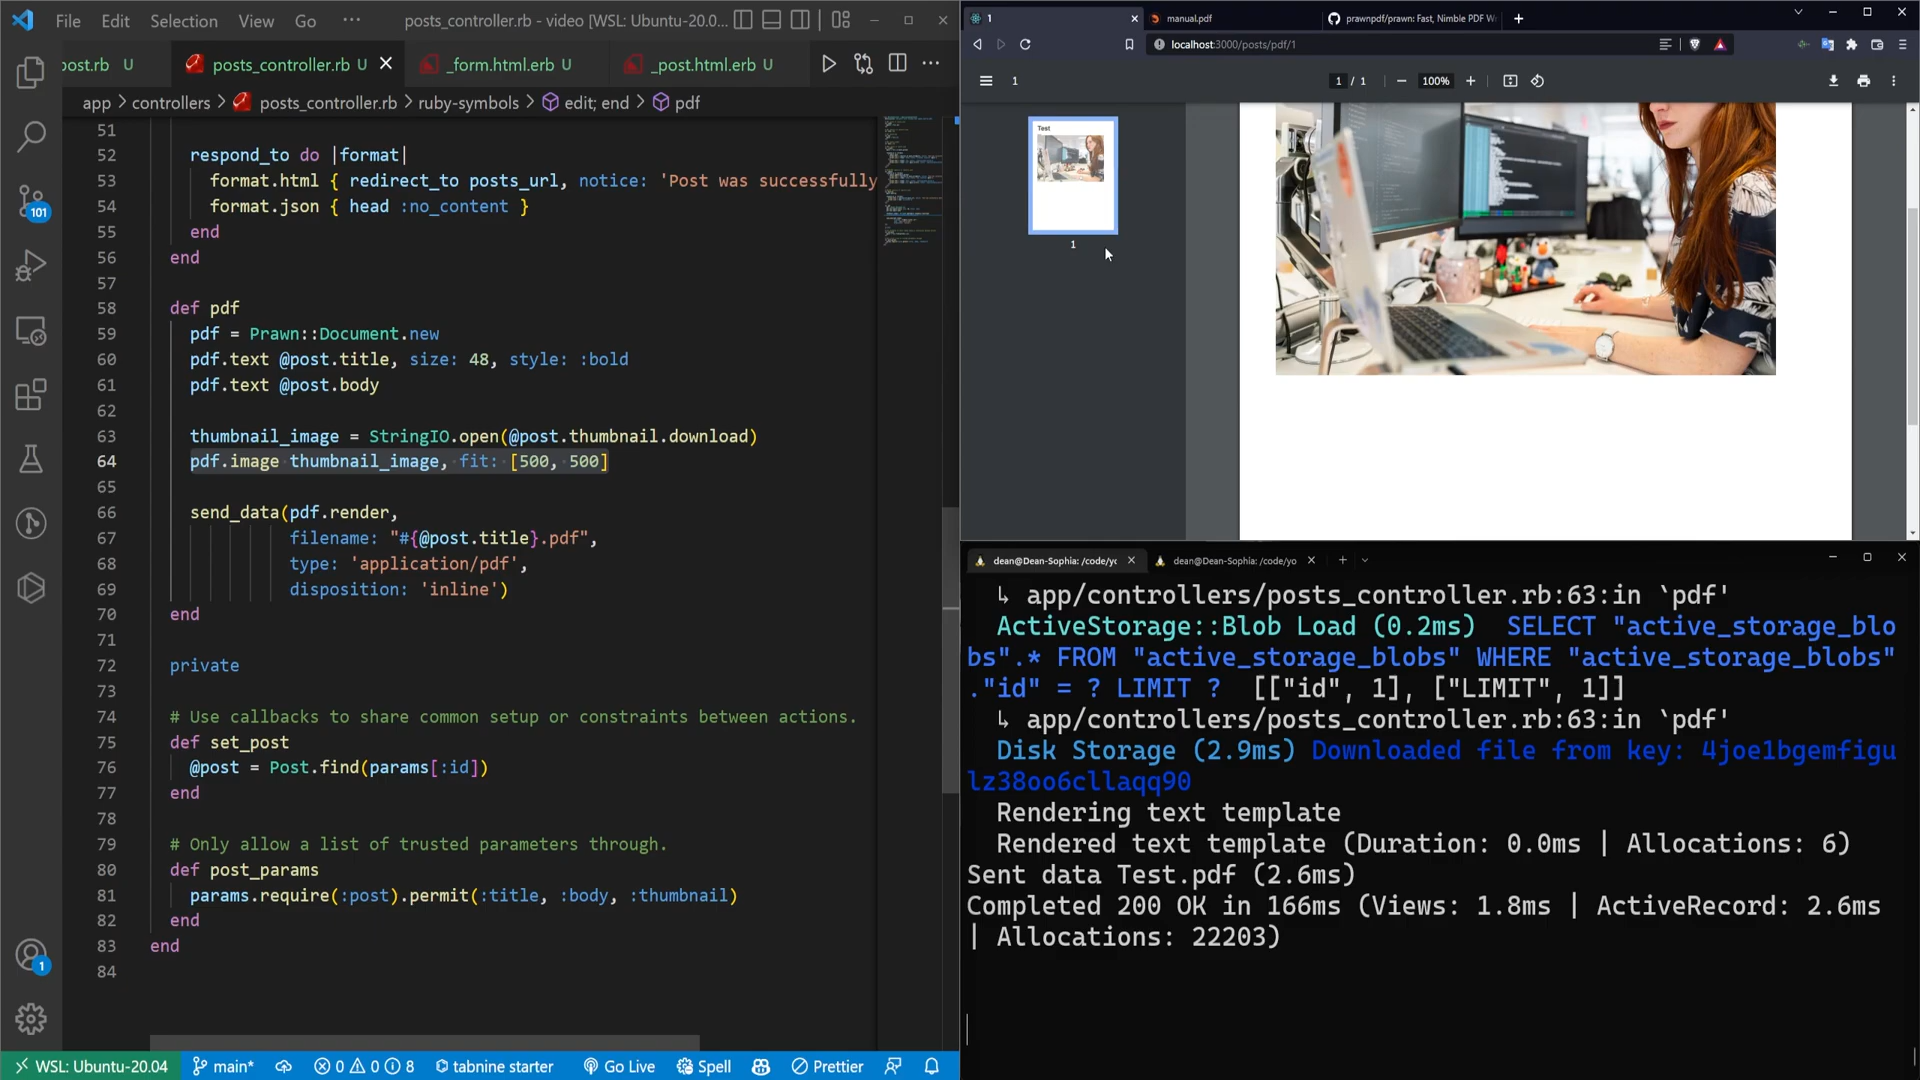 File Edit Selection View Go ··· posts_controller.rb - video [WSL: Ubuntu-20.0...
post.rb U
posts_controller.rb U
_form.html.erb U
_post.html.erb U
app > controllers > posts_controller.rb > ruby-symbols > edit; end > pdf
51
52 respond_to do |format|
53 format.html { redirect_to posts_url, notice: 'Post was successfully
54 format.json { head :no_content }
55 end
56 end
57
58 def pdf
59 pdf = Prawn::Document.new
60 pdf.text @post.title, size: 48, style: :bold
61 pdf.text @post.body
62
63 thumbnail_image = StringIO.open(@post.thumbnail.download)
64 pdf.image thumbnail_image, fit: [500, 500]
65
66 send_data(pdf.render,
67 filename: "#{@post.title}.pdf",
68 type: 'application/pdf',
69 disposition: 'inline')
70 end
71
72 private
73
74 # Use callbacks to share common setup or constraints between actions.
75 def set_post
76 @post = Post.find(params[:id])
77 end
78
79 # Only allow a list of trusted parameters through.
80 def post_params
81 params.require(:post).permit(:title, :body, :thumbnail)
82 end
83 end
84
101
1
WSL: Ubuntu-20.04 main* 0 0 8 tabnine starter Go Live Spell Prettier
1
manual.pdf
prawnpdf/prawn: Fast, Nimble PDF W
localhost:3000/posts/pdf/1
1 1 / 1 100%
Test
1
dean@Dean-Sophia: /code/yc
dean@Dean-Sophia: /code/yo
↳ app/controllers/posts_controller.rb:63:in `pdf'
ActiveStorage::Blob Load (0.2ms) SELECT "active_storage_blo
bs".* FROM "active_storage_blobs" WHERE "active_storage_blobs"
."id" = ? LIMIT ? [["id", 1], ["LIMIT", 1]]
↳ app/controllers/posts_controller.rb:63:in `pdf'
Disk Storage (2.9ms) Downloaded file from key: 4joe1bgemfigu
lz38oo6cllaqq90
Rendering text template
Rendered text template (Duration: 0.0ms | Allocations: 6)
Sent data Test.pdf (2.6ms)
Completed 200 OK in 166ms (Views: 1.8ms | ActiveRecord: 2.6ms
| Allocations: 22203)